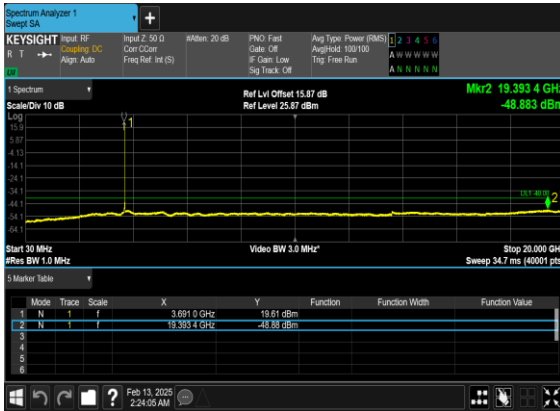 Spectrum Analyzer 1
Swept SA
+
KEYSIGHT
R T
LXI
Input: RF
Coupling: DC
Align: Auto
Input Z: 50 Ω
Corr CCorr
Freq Ref: Int (S)
#Atten: 20 dB
PNO: Fast
Gate: Off
IF Gain: Low
Sig Track: Off
Avg Type: Power (RMS)
Avg|Hold: 100/100
Trig: Free Run
1 2 3 4 5 6
A W W W W W
A N N N N N
1 Spectrum
Scale/Div 10 dB
Ref Lvl Offset 15.87 dB
Ref Level 25.87 dBm
Mkr2 19.393 4 GHz
-48.883 dBm
Log
15.9
5.87
-4.13
-14.1
-24.1
-34.1
-44.1
-54.1
-64.1
1
DL1 -40.00
2
Start 30 MHz
#Res BW 1.0 MHz
Video BW 3.0 MHz*
Stop 20.000 GHz
Sweep 34.7 ms (40001 pts)
5 Marker Table
Mode Trace Scale X Y Function Function Width Function Value
1 N 1 f 3.691 0 GHz 19.61 dBm
2 N 1 f 19.393 4 GHz -48.88 dBm
3
4
5
6
?
Feb 13, 2025
2:24:05 AM